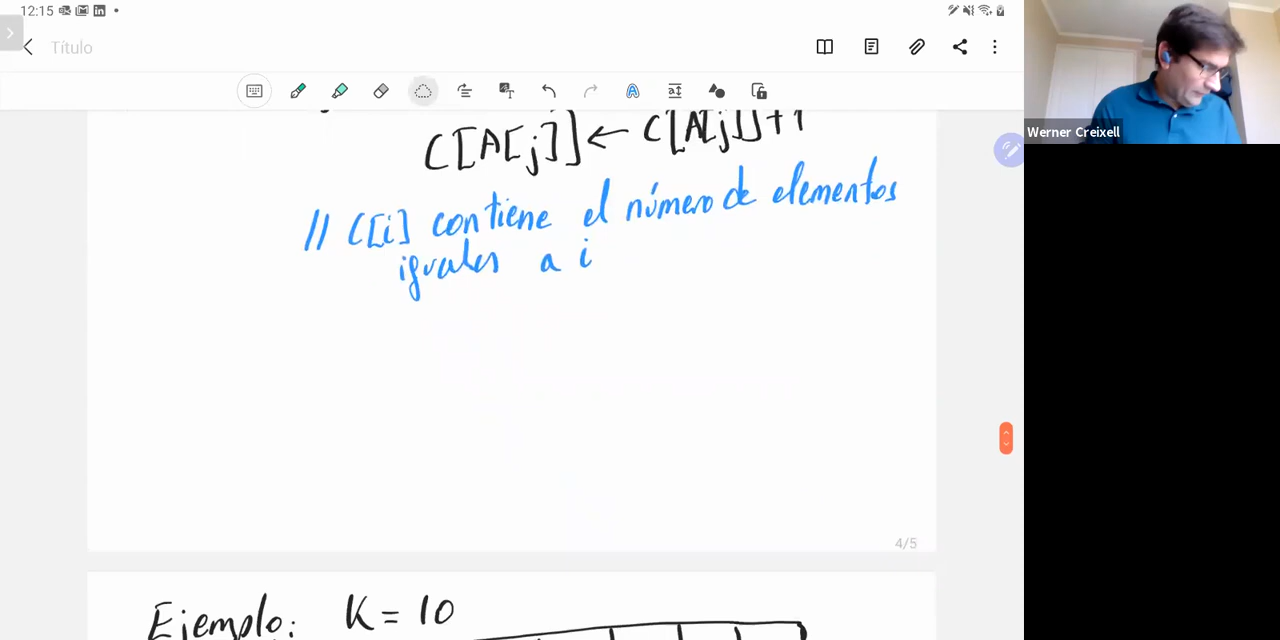 12:15
Título
C[A[j]] ← C[A[j]]+1
Werner Creixell
// C[i] contiene el número de elementos
iguales a i
4/5
Ejemplo: K = 10